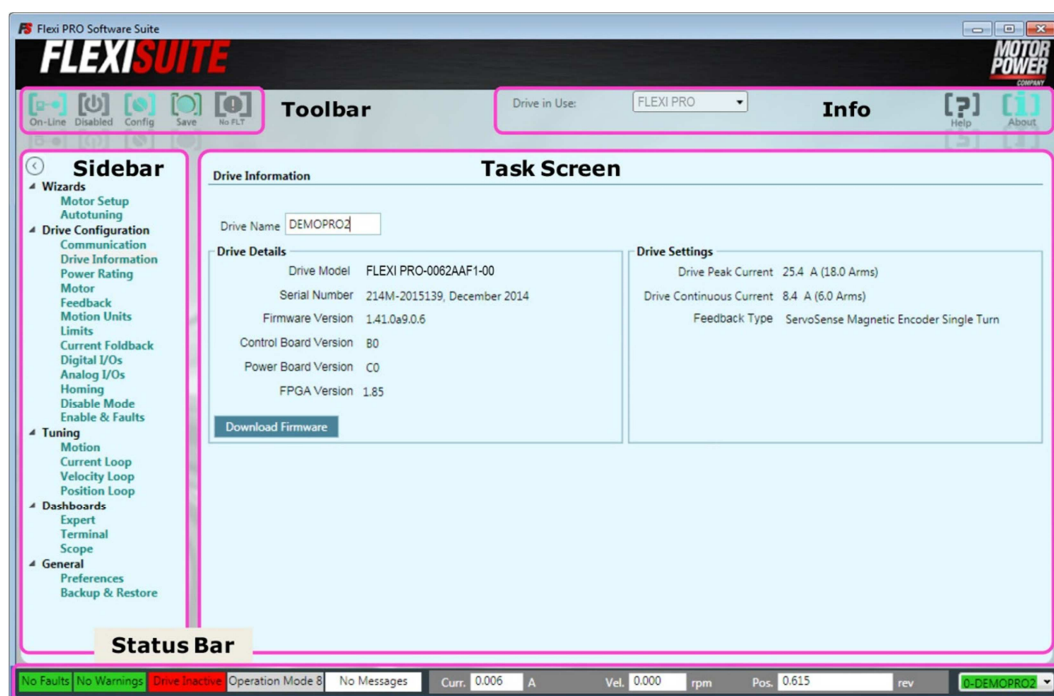 Flexi PRO Software Suite
FLEXISUITE
MOTOR
POWER
COMPANY
On-Line Disabled Config Save No FLT
Toolbar
Drive in Use: FLEXI PRO
Info
Help About
Sidebar
Wizards
Motor Setup
Autotuning
Drive Configuration
Communication
Drive Information
Power Rating
Motor
Feedback
Motion Units
Limits
Current Foldback
Digital I/Os
Analog I/Os
Homing
Disable Mode
Enable & Faults
Tuning
Motion
Current Loop
Velocity Loop
Position Loop
Dashboards
Expert
Terminal
Scope
General
Preferences
Backup & Restore
Task Screen
Drive Information
Drive Name DEMOPRO2
Drive Details
Drive Model FLEXI PRO-0062AAF1-00
Serial Number 214M-2015139, December 2014
Firmware Version 1.41.0a9.0.6
Control Board Version B0
Power Board Version C0
FPGA Version 1.85
Download Firmware
Drive Settings
Drive Peak Current 25.4 A (18.0 Arms)
Drive Continuous Current 8.4 A (6.0 Arms)
Feedback Type ServoSense Magnetic Encoder Single Turn
Status Bar
No Faults No Warnings Drive Inactive Operation Mode 8 No Messages Curr. 0.006 A Vel. 0.000 rpm Pos. 0.615 rev 0-DEMOPRO2